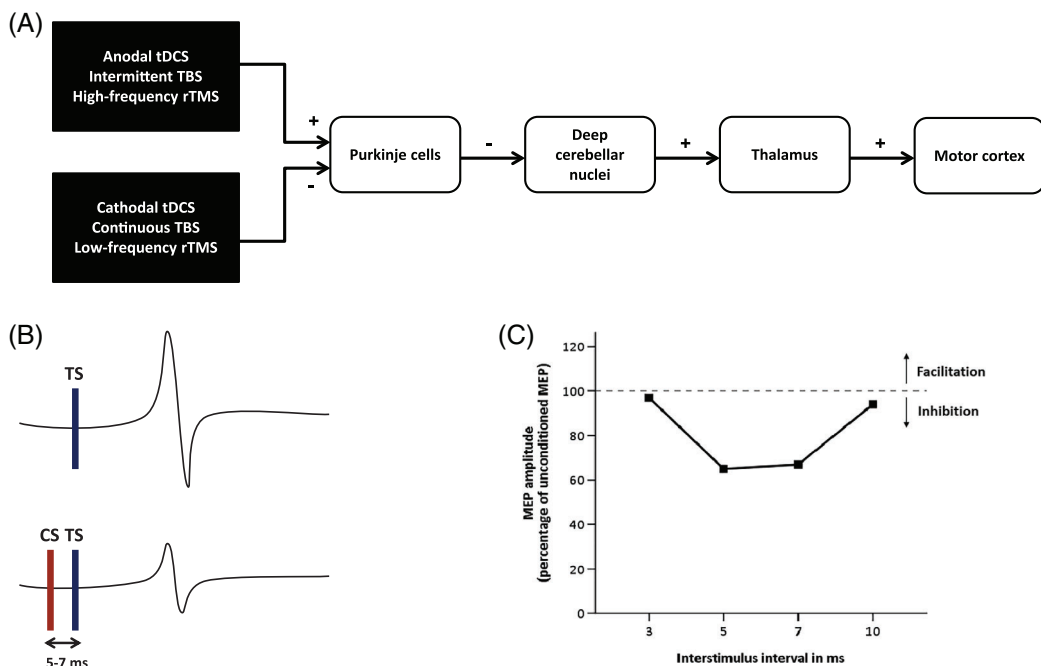 (A)
Anodal tDCS
Intermittent TBS
High-frequency rTMS
Cathodal tDCS
Continuous TBS
Low-frequency rTMS
+
-
Purkinje cells
-
Deep
cerebellar
nuclei
+
Thalamus
+
Motor cortex
(B)
TS
CS TS
5-7 ms
(C)
MEP amplitude
(percentage of unconditioned MEP)
120
100
80
60
40
20
0
3 5 7 10
Interstimulus interval in ms
Facilitation
Inhibition